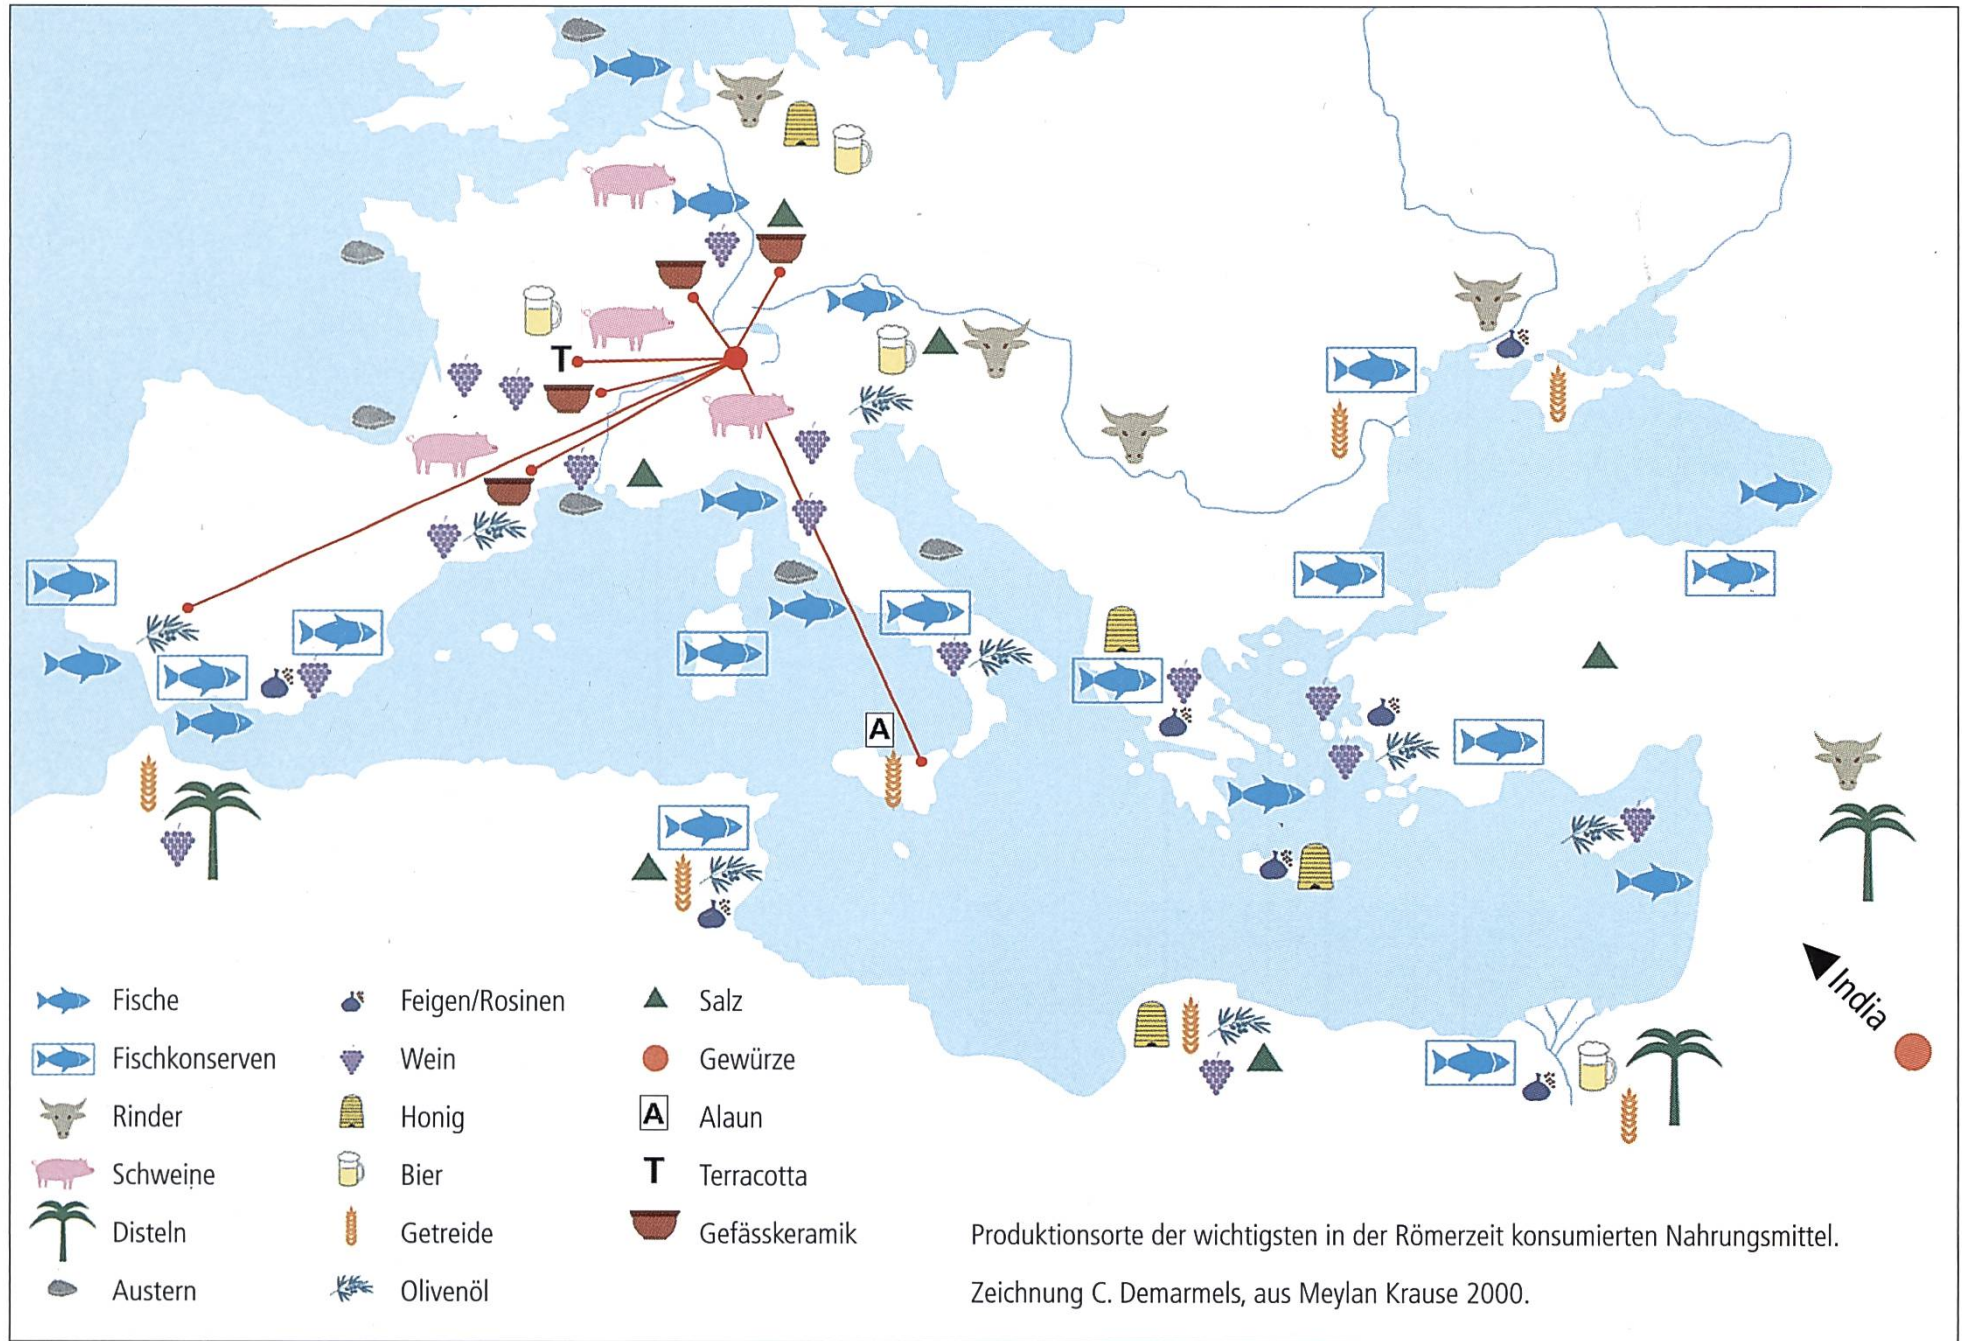 T
A
India
Fische
Fischkonserven
Rinder
Schweine
Disteln
Austern
Feigen/Rosinen
Wein
Honig
Bier
Getreide
Olivenöl
Salz
Gewürze
A Alaun
T Terracotta
Gefässkeramik
Produktionsorte der wichtigsten in der Römerzeit konsumierten Nahrungsmittel.
Zeichnung C. Demarmels, aus Meylan Krause 2000.